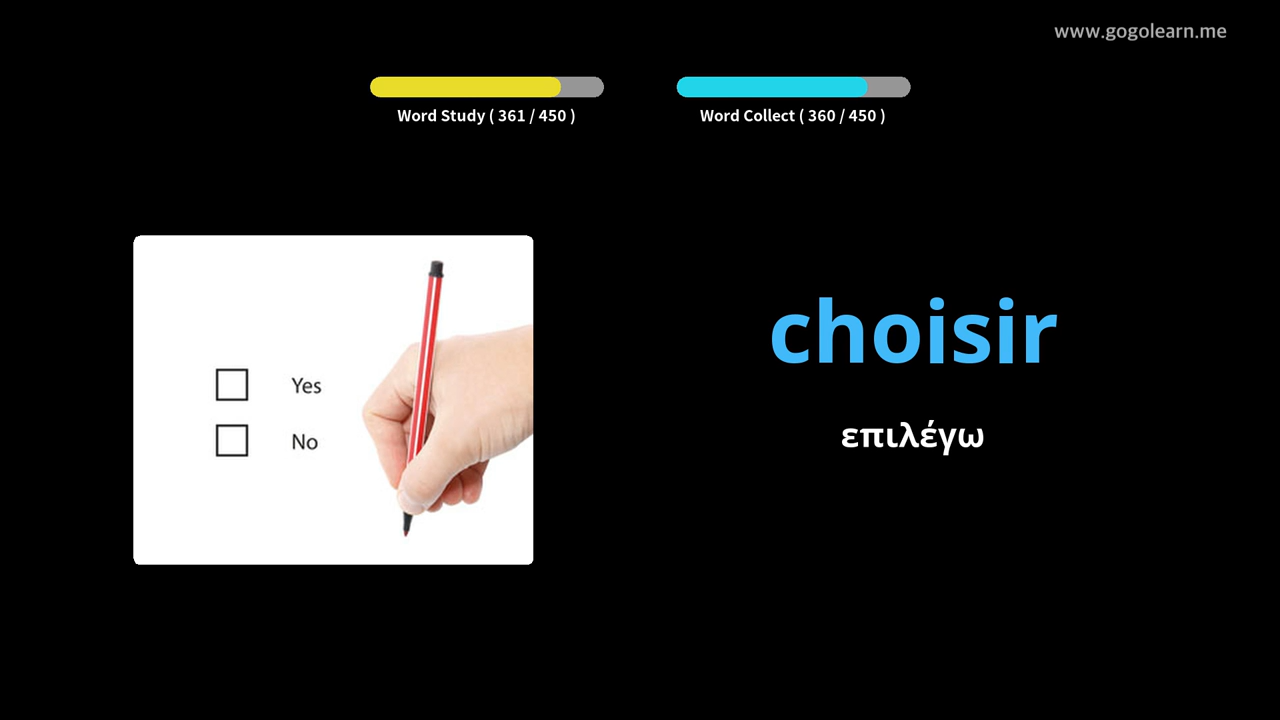 www.gogolearn.me
Word Study ( 361 / 450 )
Word Collect ( 360 / 450 )
Yes
No
choisir
επιλέγω